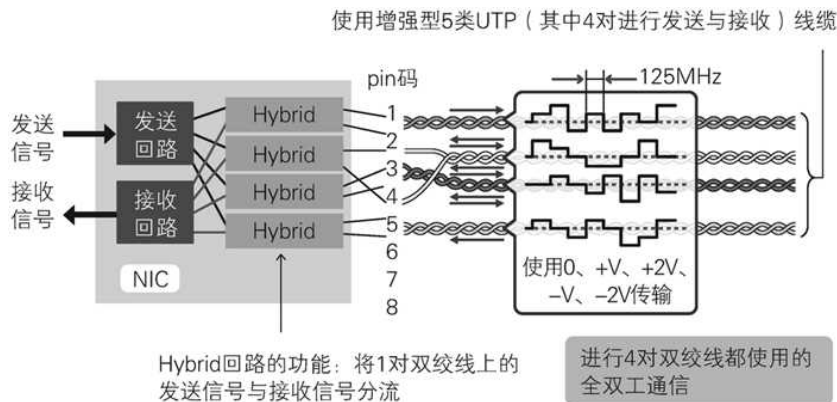 使用增强型5类UTP（其中4对进行发送与接收）线缆
pin码
125MHz
发送
信号
接收
信号
发送
回路
接收
回路
Hybrid
Hybrid
Hybrid
Hybrid
NIC
1
2
3
4
5
6
7
8
使用0、+V、+2V、
−V、−2V传输
Hybrid回路的功能：将1对双绞线上的
发送信号与接收信号分流
进行4对双绞线都使用的
全双工通信